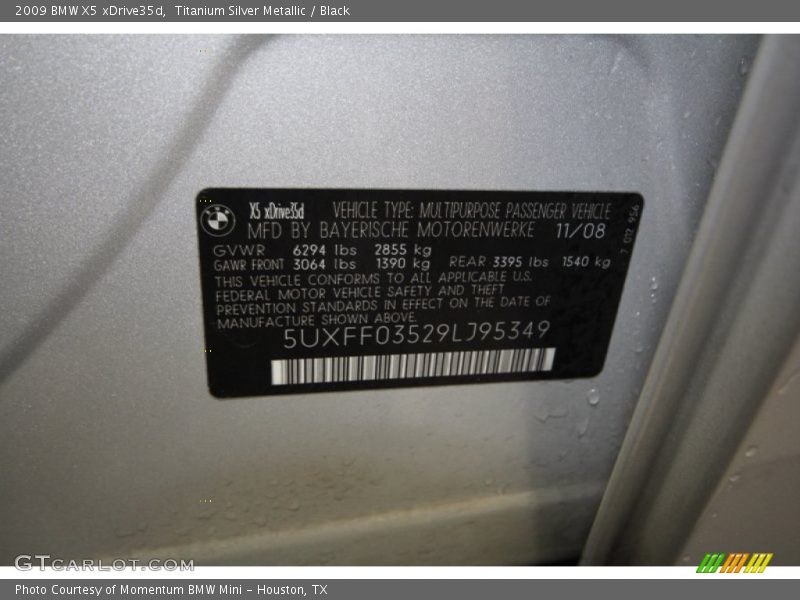 2009 BMW X5 xDrive35d, Titanium Silver Metallic / Black
X5 xDrive35d VEHICLE TYPE: MULTIPURPOSE PASSENGER VEHICLE
MFD BY BAYERISCHE MOTORENWERKE 11/08
GVWR 6294 lbs 2855 kg
GAWR FRONT 3064 lbs 1390 kg REAR 3395 lbs 1540 kg
THIS VEHICLE CONFORMS TO ALL APPLICABLE U.S.
FEDERAL MOTOR VEHICLE SAFETY AND THEFT
PREVENTION STANDARDS IN EFFECT ON THE DATE OF
MANUFACTURE SHOWN ABOVE.
5UXFF03529LJ95349
7 012 956
GTCARLOT.COM
Photo Courtesy of Momentum BMW Mini - Houston, TX